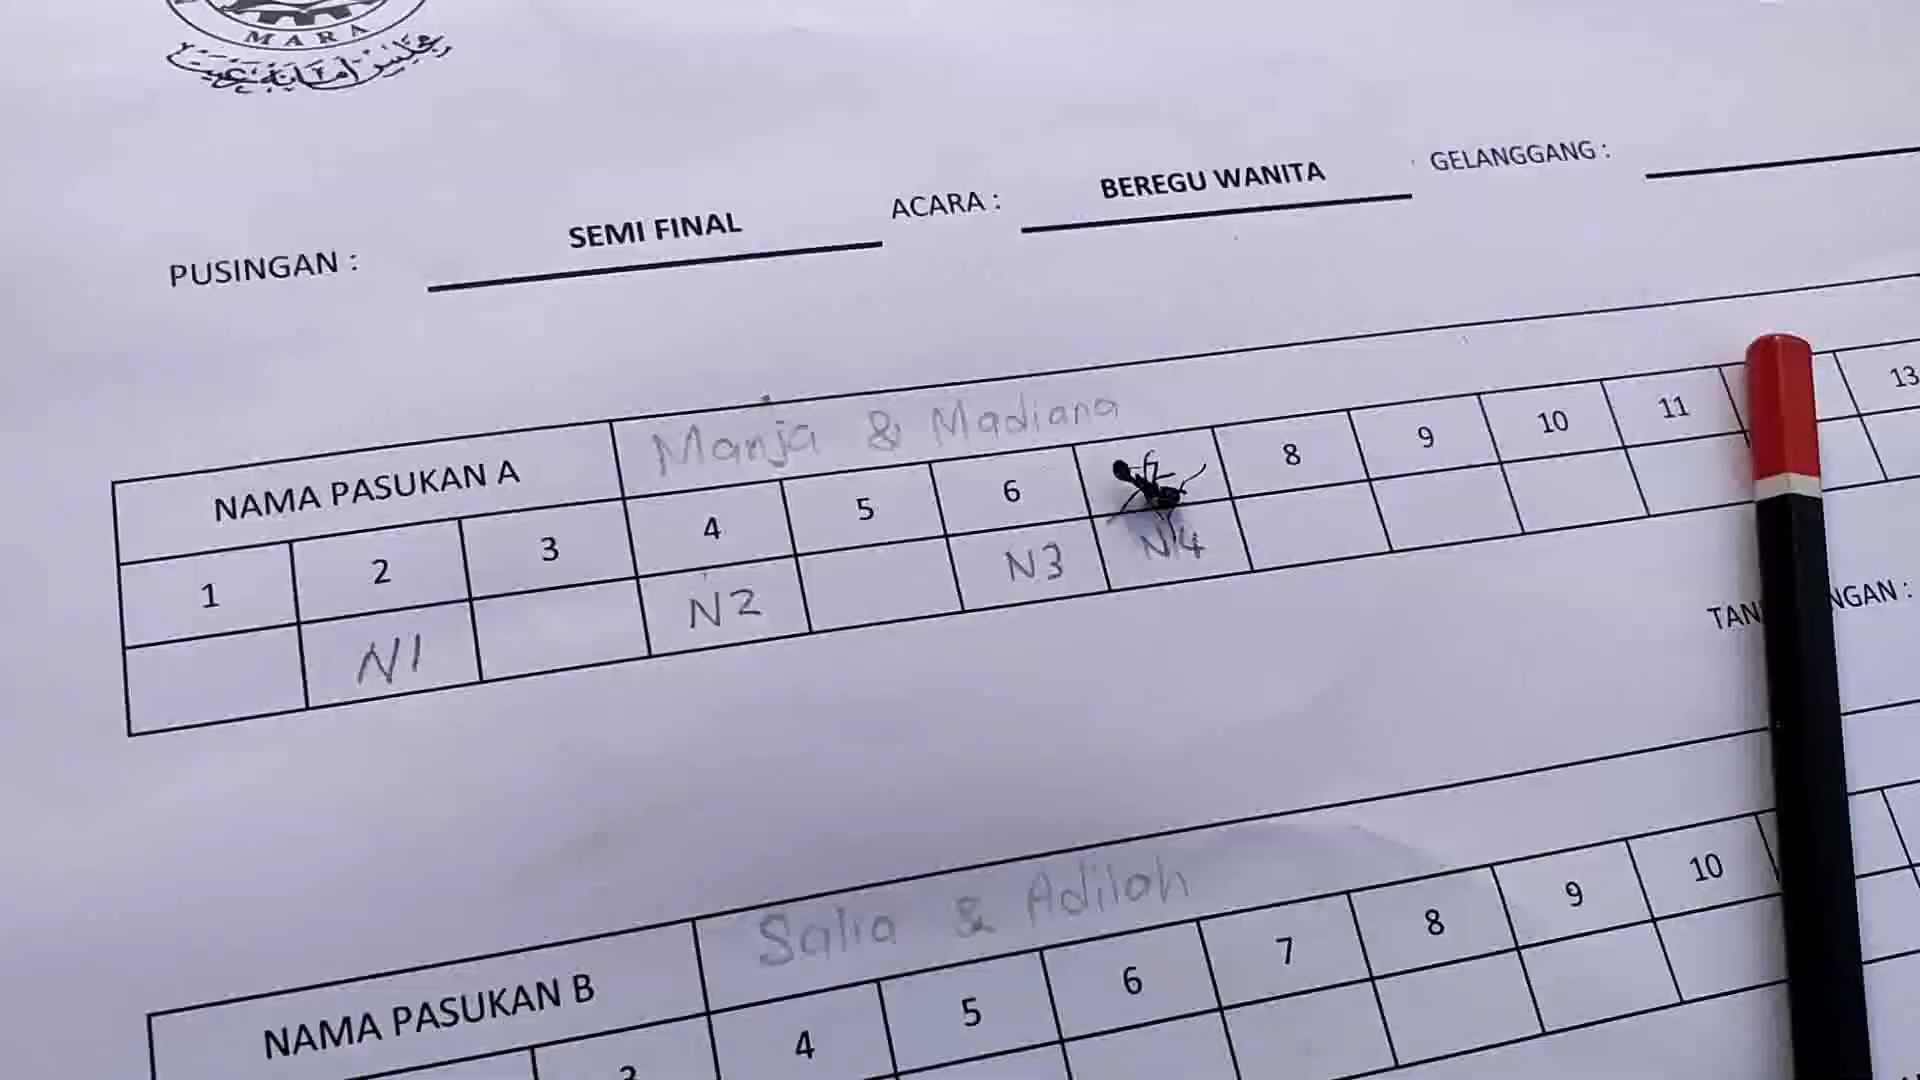 MARA
PUSINGAN : SEMI FINAL ACARA : BEREGU WANITA GELANGGANG :
NAMA PASUKAN A Manja & Madiana
1 2 3 4 5 6 8 9 10 11 13
N1 N2 N3 N4
NAMA PASUKAN B Salia & Adilah
4 5 6 7 8 9 10